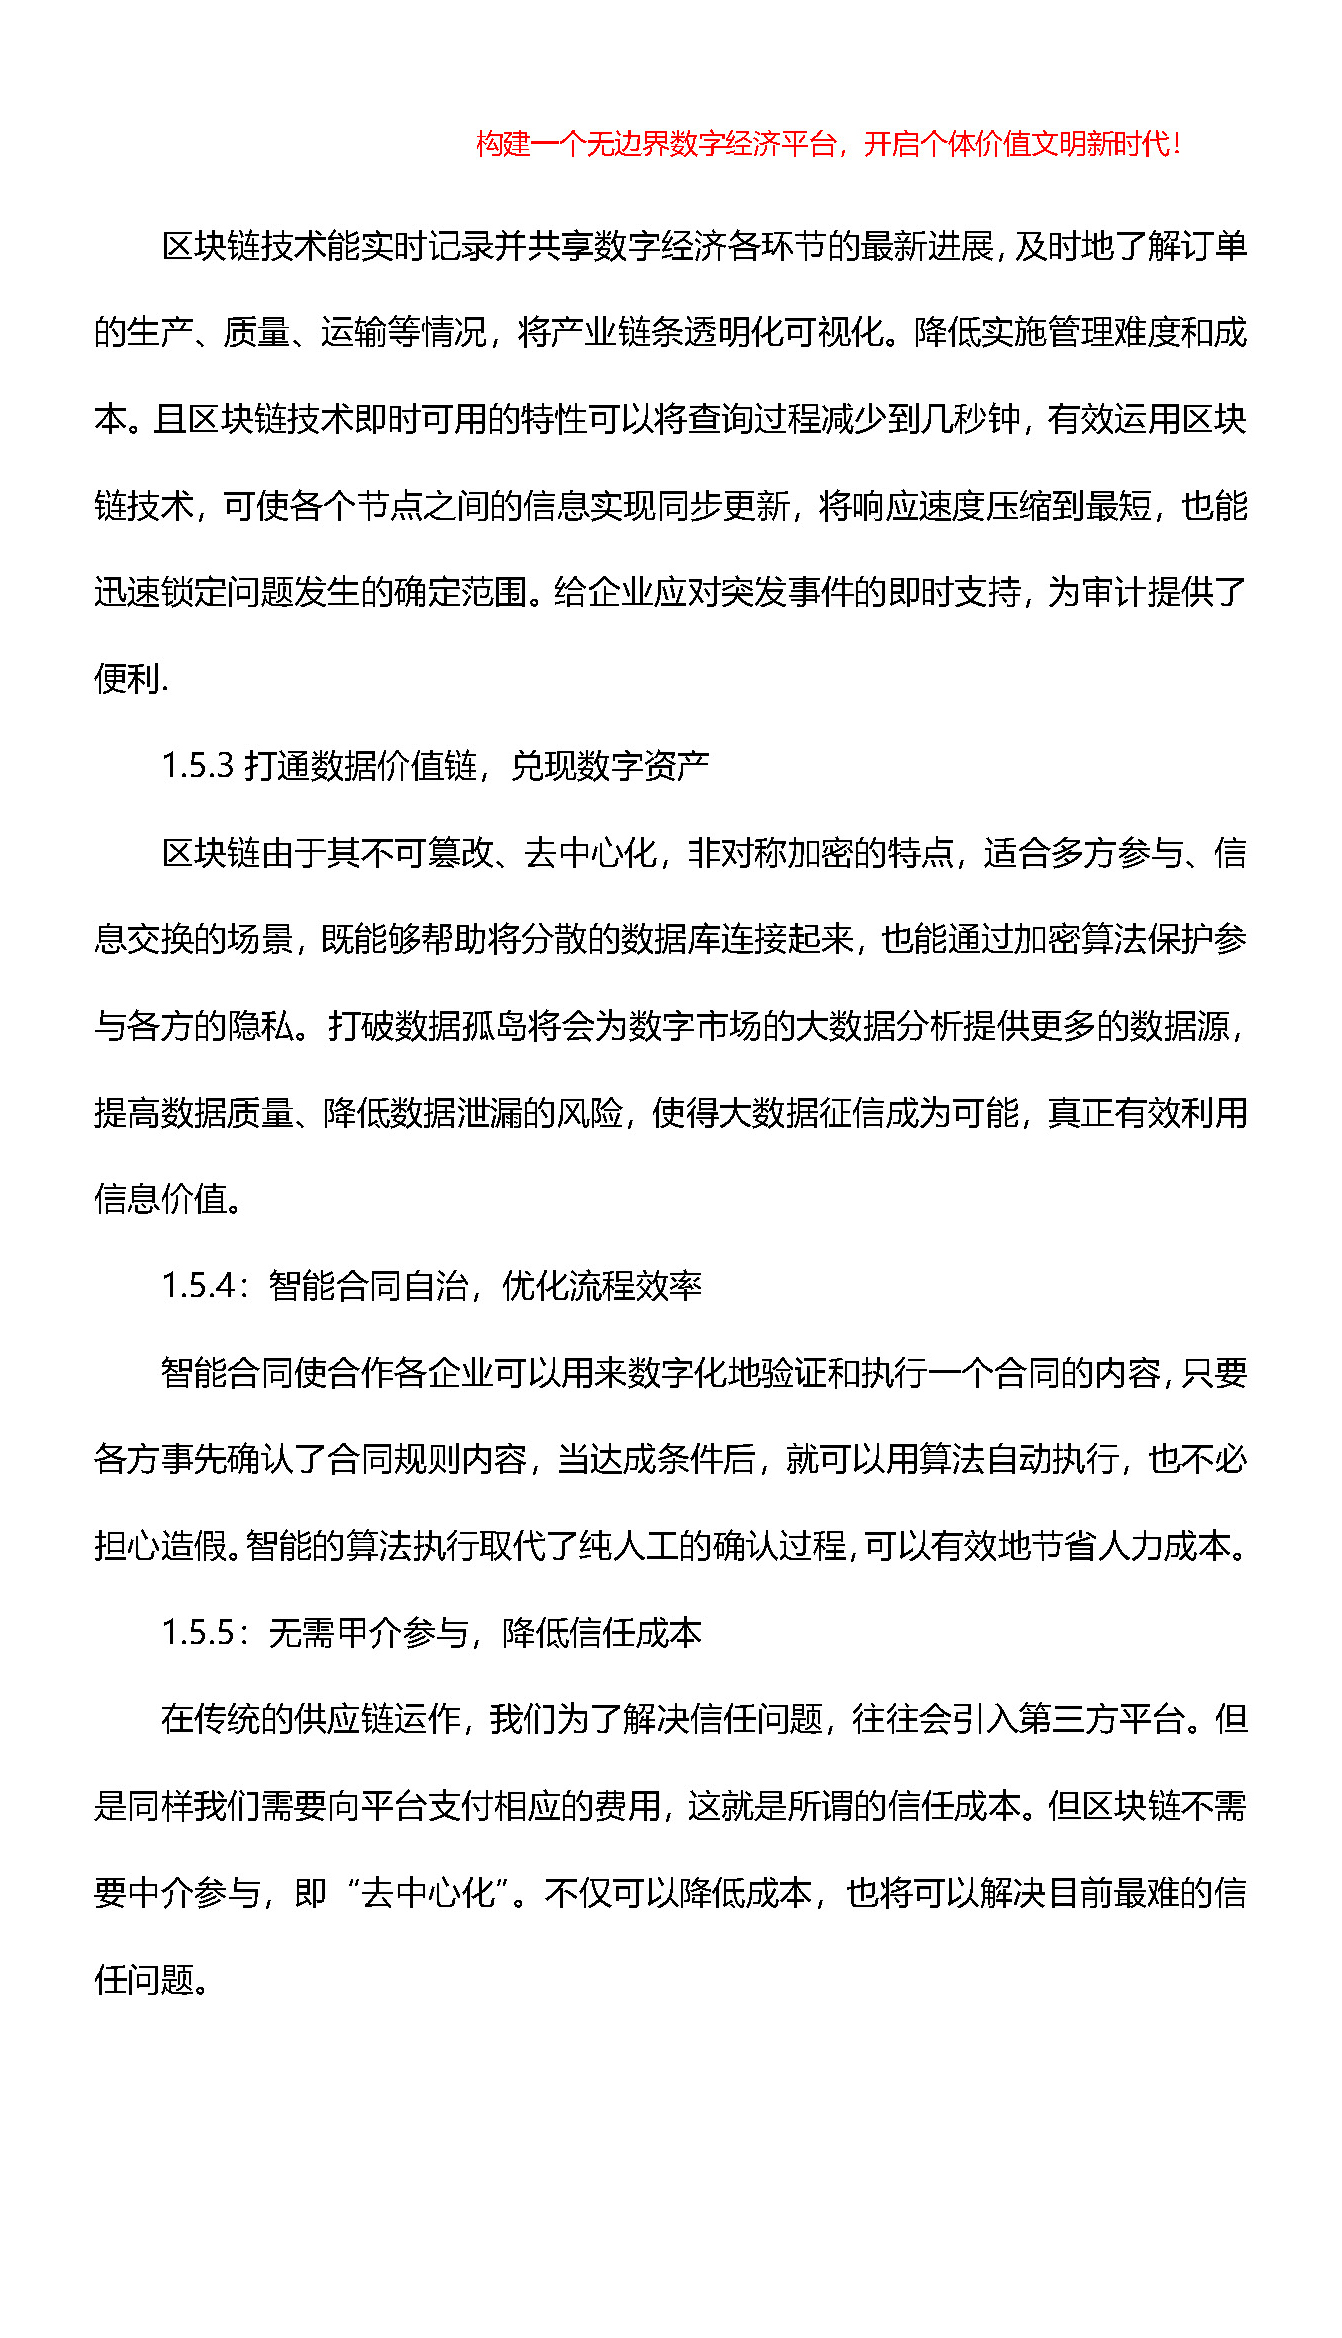 构建一个无边界数字经济平台，开启个体价值文明新时代！
区块链技术能实时记录并共享数字经济各环节的最新进展，及时地了解订单
的生产、质量、运输等情况，将产业链条透明化可视化。降低实施管理难度和成
本。且区块链技术即时可用的特性可以将查询过程减少到几秒钟，有效运用区块
链技术，可使各个节点之间的信息实现同步更新，将响应速度压缩到最短，也能
迅速锁定问题发生的确定范围。给企业应对突发事件的即时支持，为审计提供了
便利.
1.5.3 打通数据价值链，兑现数字资产
区块链由于其不可篡改、去中心化，非对称加密的特点，适合多方参与、信
息交换的场景，既能够帮助将分散的数据库连接起来，也能通过加密算法保护参
与各方的隐私。打破数据孤岛将会为数字市场的大数据分析提供更多的数据源，
提高数据质量、降低数据泄漏的风险，使得大数据征信成为可能，真正有效利用
信息价值。
1.5.4：智能合同自治，优化流程效率
智能合同使合作各企业可以用来数字化地验证和执行一个合同的内容，只要
各方事先确认了合同规则内容，当达成条件后，就可以用算法自动执行，也不必
担心造假。智能的算法执行取代了纯人工的确认过程，可以有效地节省人力成本。
1.5.5：无需甲介参与，降低信任成本
在传统的供应链运作，我们为了解决信任问题，往往会引入第三方平台。但
是同样我们需要向平台支付相应的费用，这就是所谓的信任成本。但区块链不需
要中介参与，即“去中心化”。不仅可以降低成本，也将可以解决目前最难的信
任问题。